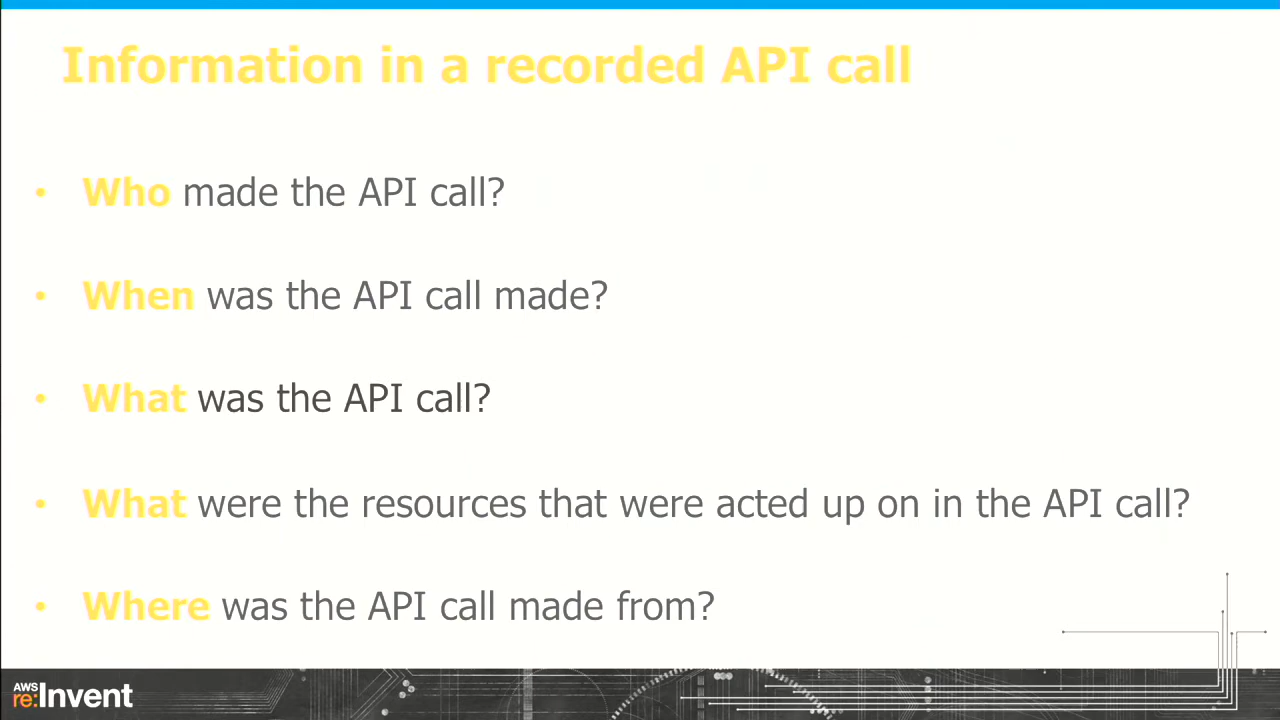 Information in a recorded API call
• Who made the API call?
• When was the API call made?
• What was the API call?
• What were the resources that were acted up on in the API call?
• Where was the API call made from?
AWS
re:Invent